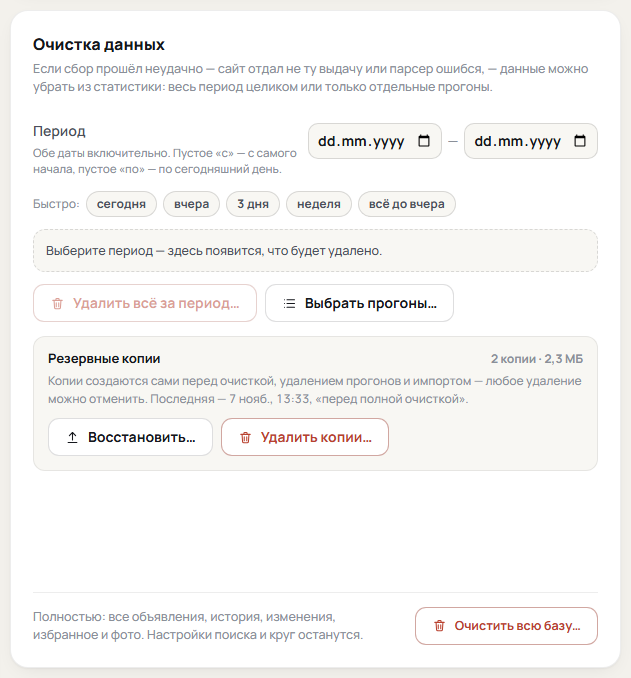 Очистка данных
Если сбор прошёл неудачно — сайт отдал не ту выдачу или парсер ошибся, — данные можно
убрать из статистики: весь период целиком или только отдельные прогоны.
Период
Обе даты включительно. Пустое «с» — с самого
начала, пустое «по» — по сегодняшний день.
dd.mm.yyyy — dd.mm.yyyy
Быстро: сегодня вчера 3 дня неделя всё до вчера
Выберите период — здесь появится, что будет удалено.
Удалить всё за период… Выбрать прогоны…
Резервные копии 2 копии · 2,3 МБ
Копии создаются сами перед очисткой, удалением прогонов и импортом — любое удаление
можно отменить. Последняя — 7 нояб., 13:33, «перед полной очисткой».
Восстановить… Удалить копии…
Полностью: все объявления, история, изменения,
избранное и фото. Настройки поиска и круг останутся.
Очистить всю базу…